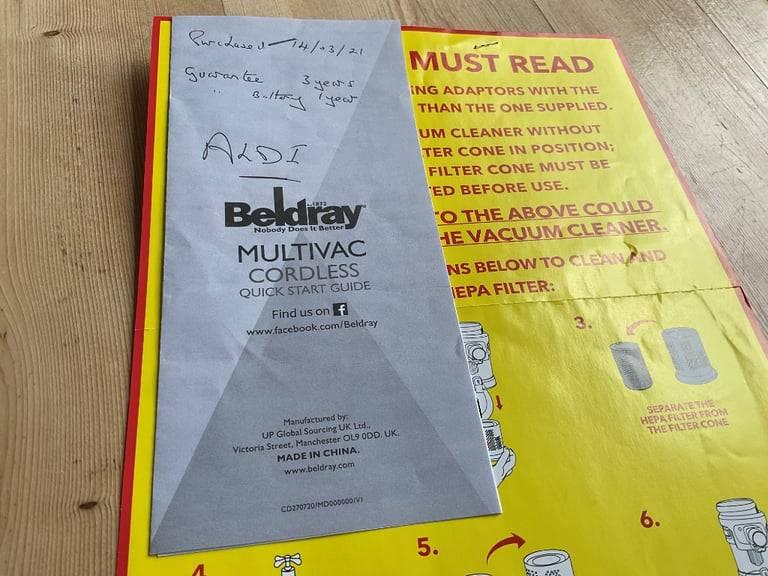 Purchased - 14/03/21
Guarantee 3 years
" Battery 1 year
ALDI
Est 1872
Beldray
Nobody Does It Better
MULTIVAC
CORDLESS
QUICK START GUIDE
Find us on f
www.facebook.com/Beldray
Manufactured by:
UP Global Sourcing UK Ltd.,
Victoria Street, Manchester OL9 0DD. UK.
MADE IN CHINA.
www.beldray.com
CD270720/MD000000/V1
MUST READ
ING ADAPTORS WITH THE
THAN THE ONE SUPPLIED.
UM CLEANER WITHOUT
TER CONE IN POSITION;
FILTER CONE MUST BE
TED BEFORE USE.
TO THE ABOVE COULD
HE VACUUM CLEANER.
NS BELOW TO CLEAN AND
HEPA FILTER:
3.
SEPARATE THE
HEPA FILTER FROM
THE FILTER CONE
4.
5.
6.